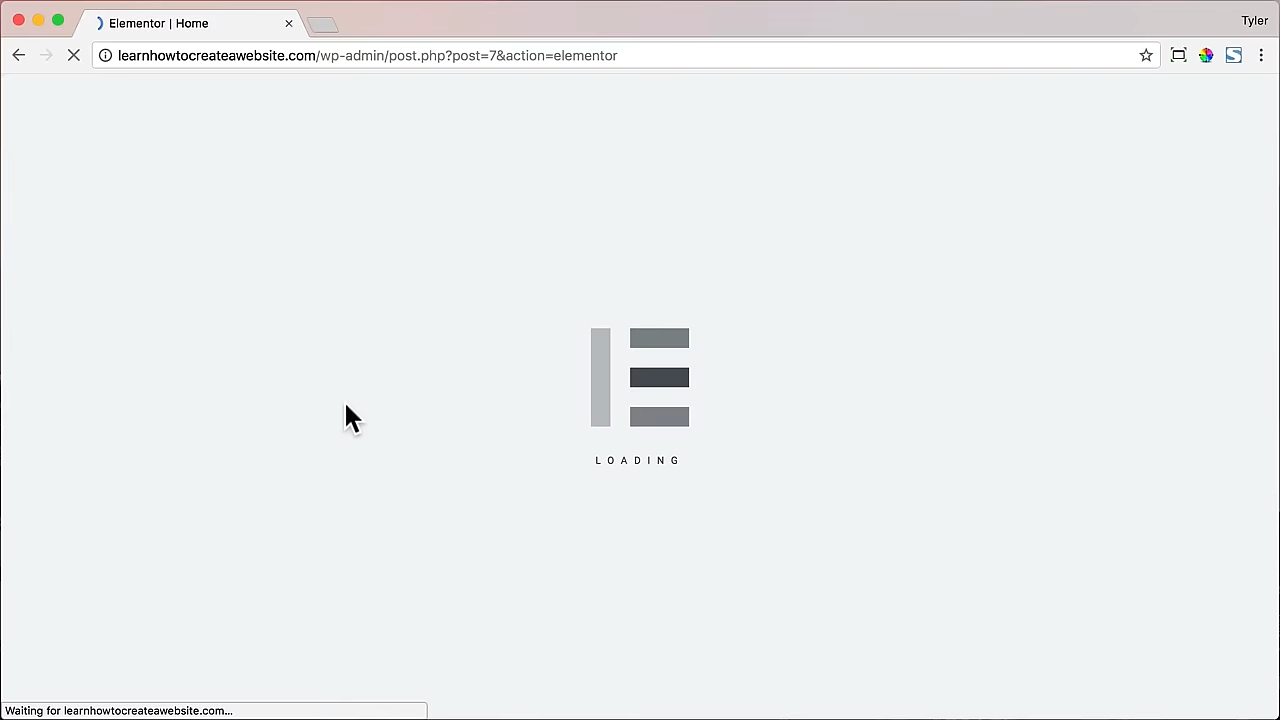 Elementor | Home
Tyler
learnhowtocreateawebsite.com/wp-admin/post.php?post=7&action=elementor
LOADING
Waiting for learnhowtocreateawebsite.com...